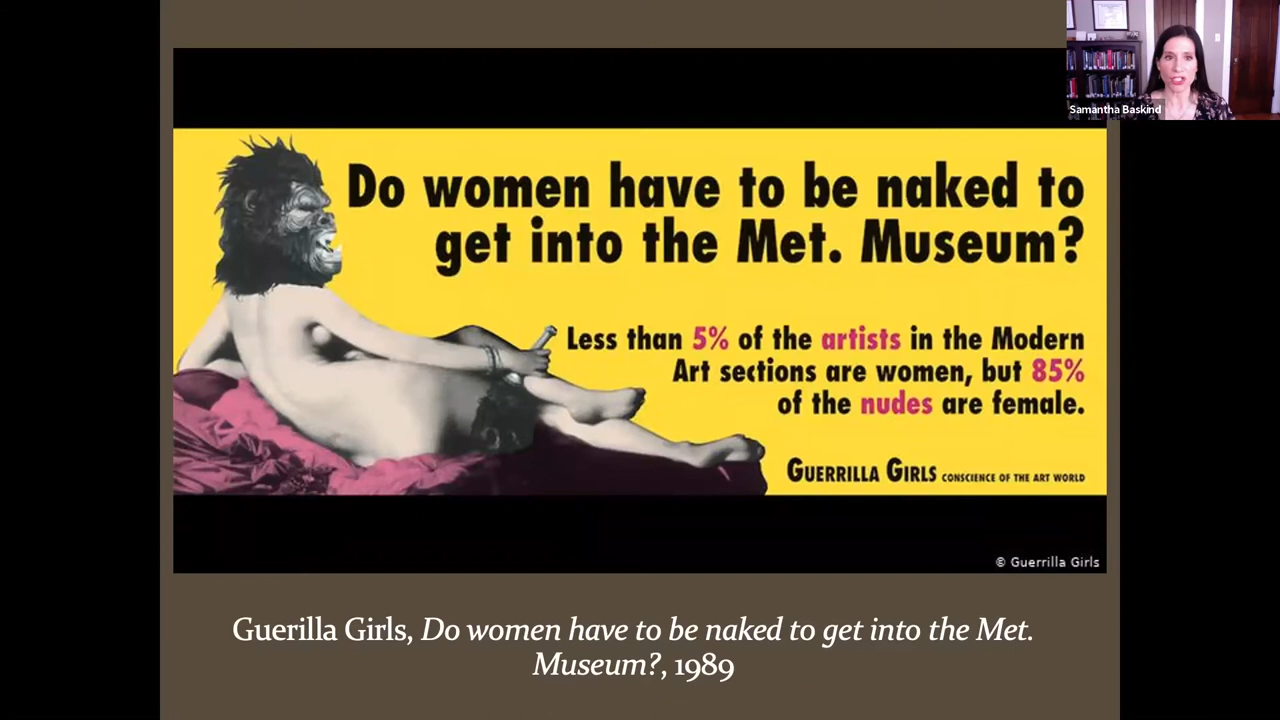 Samantha Baskind
Do women have to be naked to
get into the Met. Museum?
Less than 5% of the artists in the Modern
Art sections are women, but 85%
of the nudes are female.
GUERRILLA GIRLS CONSCIENCE OF THE ART WORLD
© Guerrilla Girls
Guerilla Girls, Do women have to be naked to get into the Met.
Museum?, 1989